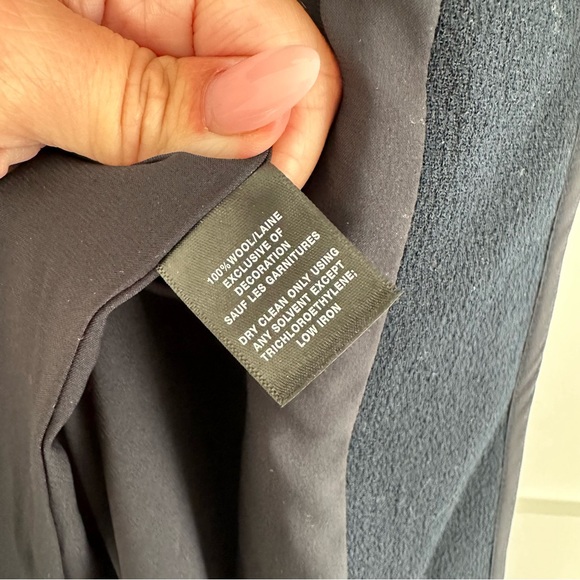 100% WOOL/LAINE
EXCLUSIVE OF
DECORATION
SAUF LES GARNITURES
DRY CLEAN ONLY USING
ANY SOLVENT EXCEPT
TRICHLOROETHYLENE;
LOW IRON